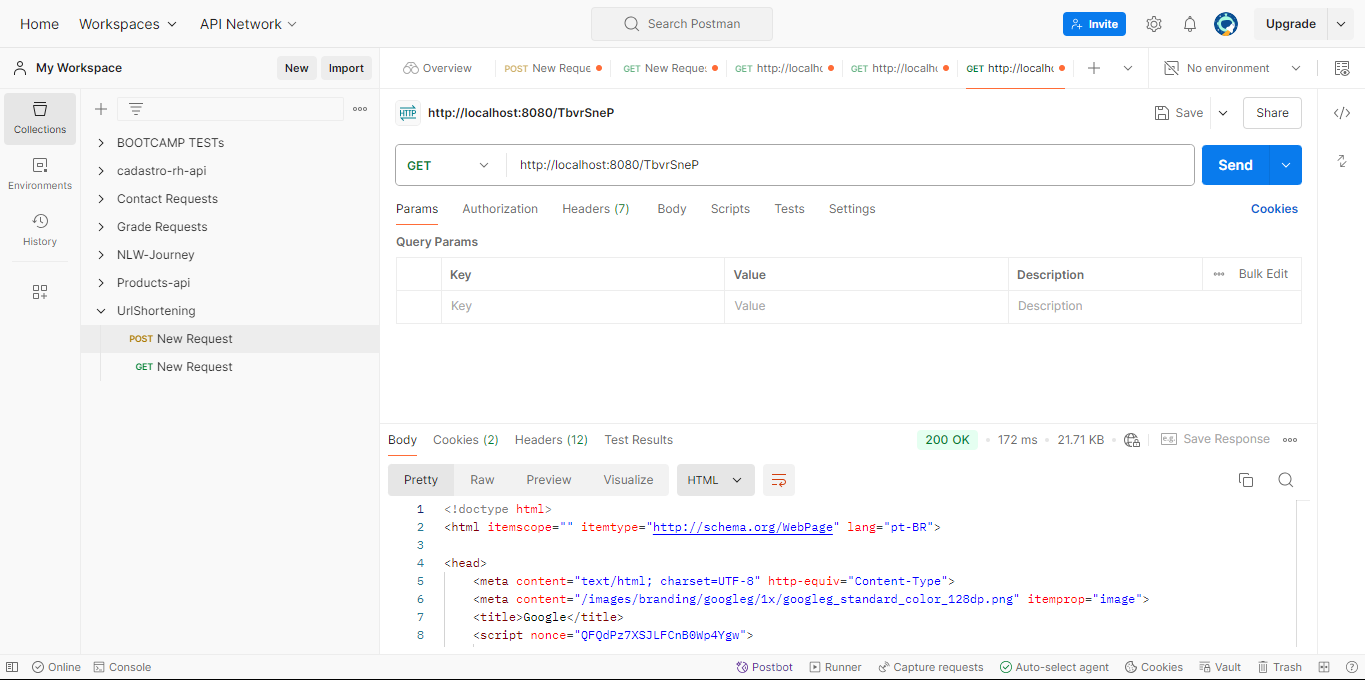 Home Workspaces API Network Search Postman Invite Upgrade
My Workspace New Import Overview POST New Reque GET New Reque GET http://localh GET http://localh GET http://localh No environment
Collections
Environments
History
BOOTCAMP TESTs
cadastro-rh-api
Contact Requests
Grade Requests
NLW-Journey
Products-api
UrlShortening
POST New Request
GET New Request
HTTP http://localhost:8080/TbvrSneP Save Share
GET http://localhost:8080/TbvrSneP Send
Params Authorization Headers (7) Body Scripts Tests Settings Cookies
Query Params
Key Value Description Bulk Edit
Key Value Description
Body Cookies (2) Headers (12) Test Results 200 OK 172 ms 21.71 KB e.g. Save Response
Pretty Raw Preview Visualize HTML
1 <!doctype html>
2 <html itemscope="" itemtype="http://schema.org/WebPage" lang="pt-BR">
3
4 <head>
5 <meta content="text/html; charset=UTF-8" http-equiv="Content-Type">
6 <meta content="/images/branding/googleg/1x/googleg_standard_color_128dp.png" itemprop="image">
7 <title>Google</title>
8 <script nonce="QFQdPz7XSJLFCnB0Wp4Ygw">
Online Console Postbot Runner Capture requests Auto-select agent Cookies Vault Trash